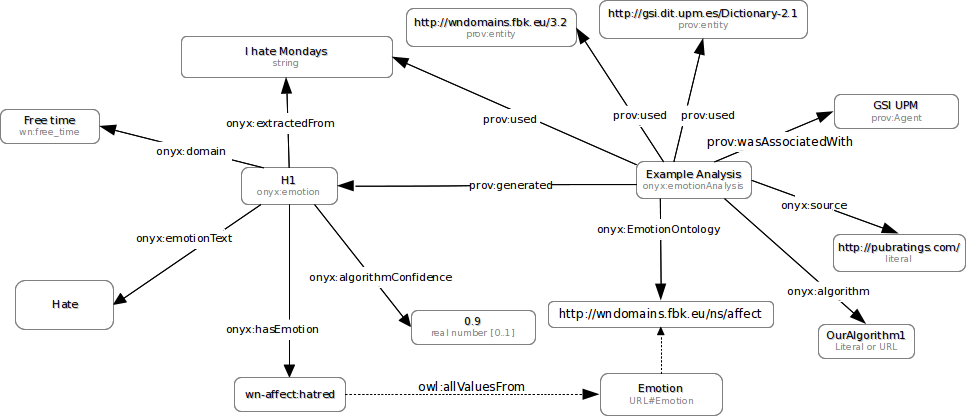 http://gsi.dit.upm.es/Dictionary-2.1
prov:entity
http://wndomains.fbk.eu/3.2
prov:entity
I hate Mondays
string
GSI UPM
prov:Agent
Free time
wn:free_time
onyx:extractedFrom
prov:used
prov:used
prov:used
prov:wasAssociatedWith
onyx:domain
H1
onyx:emotion
prov:generated
Example Analysis
onyx:emotionAnalysis
onyx:source
onyx:emotionText
onyx:EmotionOntology
http://pubratings.com/
literal
onyx:algorithmConfidence
onyx:algorithm
Hate
http://wndomains.fbk.eu/ns/affect
onyx:hasEmotion
0.9
real number [0..1]
OurAlgorithm1
Literal or URL
wn-affect:hatred
owl:allValuesFrom
Emotion
URL#Emotion